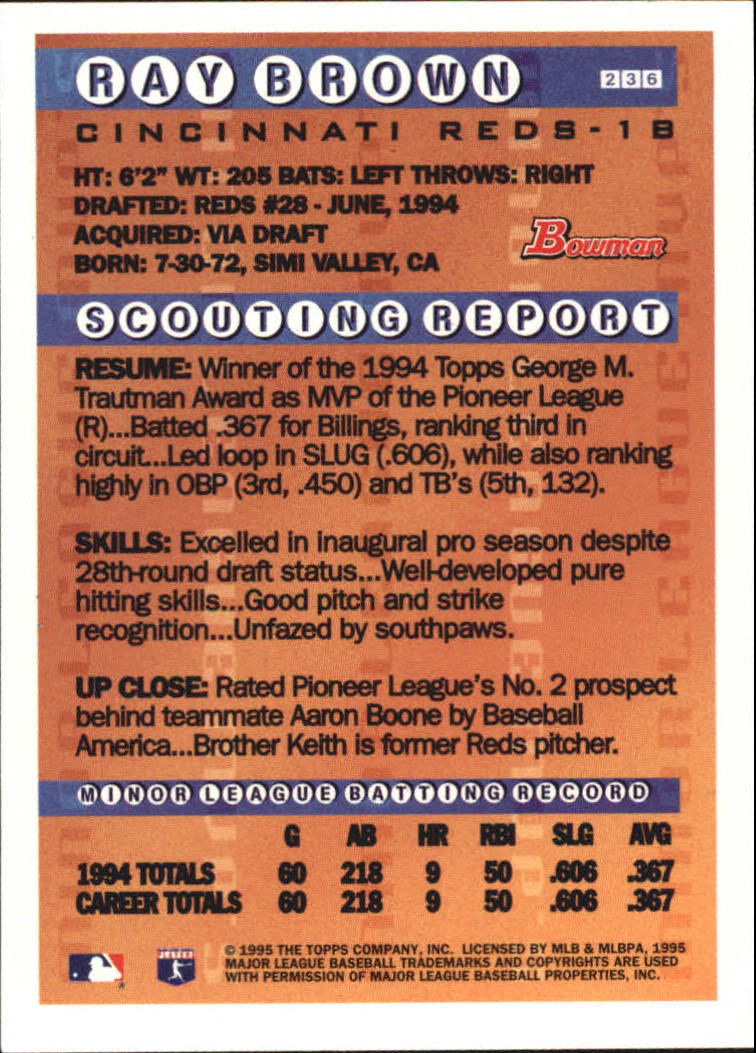 RAY BROWN 236
CINCINNATI REDS-1B
HT: 6'2" WT: 205 BATS: LEFT THROWS: RIGHT
DRAFTED: REDS #28 - JUNE, 1994
ACQUIRED: VIA DRAFT
BORN: 7-30-72, SIMI VALLEY, CA
Bowman
SCOUTING REPORT
RESUME: Winner of the 1994 Topps George M.
Trautman Award as MVP of the Pioneer League
(R)...Batted .367 for Billings, ranking third in
circuit...Led loop in SLUG (.606), while also ranking
highly in OBP (3rd, .450) and TB's (5th, 132).
SKILLS: Excelled in inaugural pro season despite
28th-round draft status...Well-developed pure
hitting skills...Good pitch and strike
recognition...Unfazed by southpaws.
UP CLOSE: Rated Pioneer League's No. 2 prospect
behind teammate Aaron Boone by Baseball
America...Brother Keith is former Reds pitcher.
MINOR LEAGUE BATTING RECORD
G AB HR RBI SLG AVG
1994 TOTALS 60 218 9 50 .606 .367
CAREER TOTALS 60 218 9 50 .606 .367
© 1995 THE TOPPS COMPANY, INC. LICENSED BY MLB & MLBPA, 1995
MAJOR LEAGUE BASEBALL TRADEMARKS AND COPYRIGHTS ARE USED
WITH PERMISSION OF MAJOR LEAGUE BASEBALL PROPERTIES, INC.